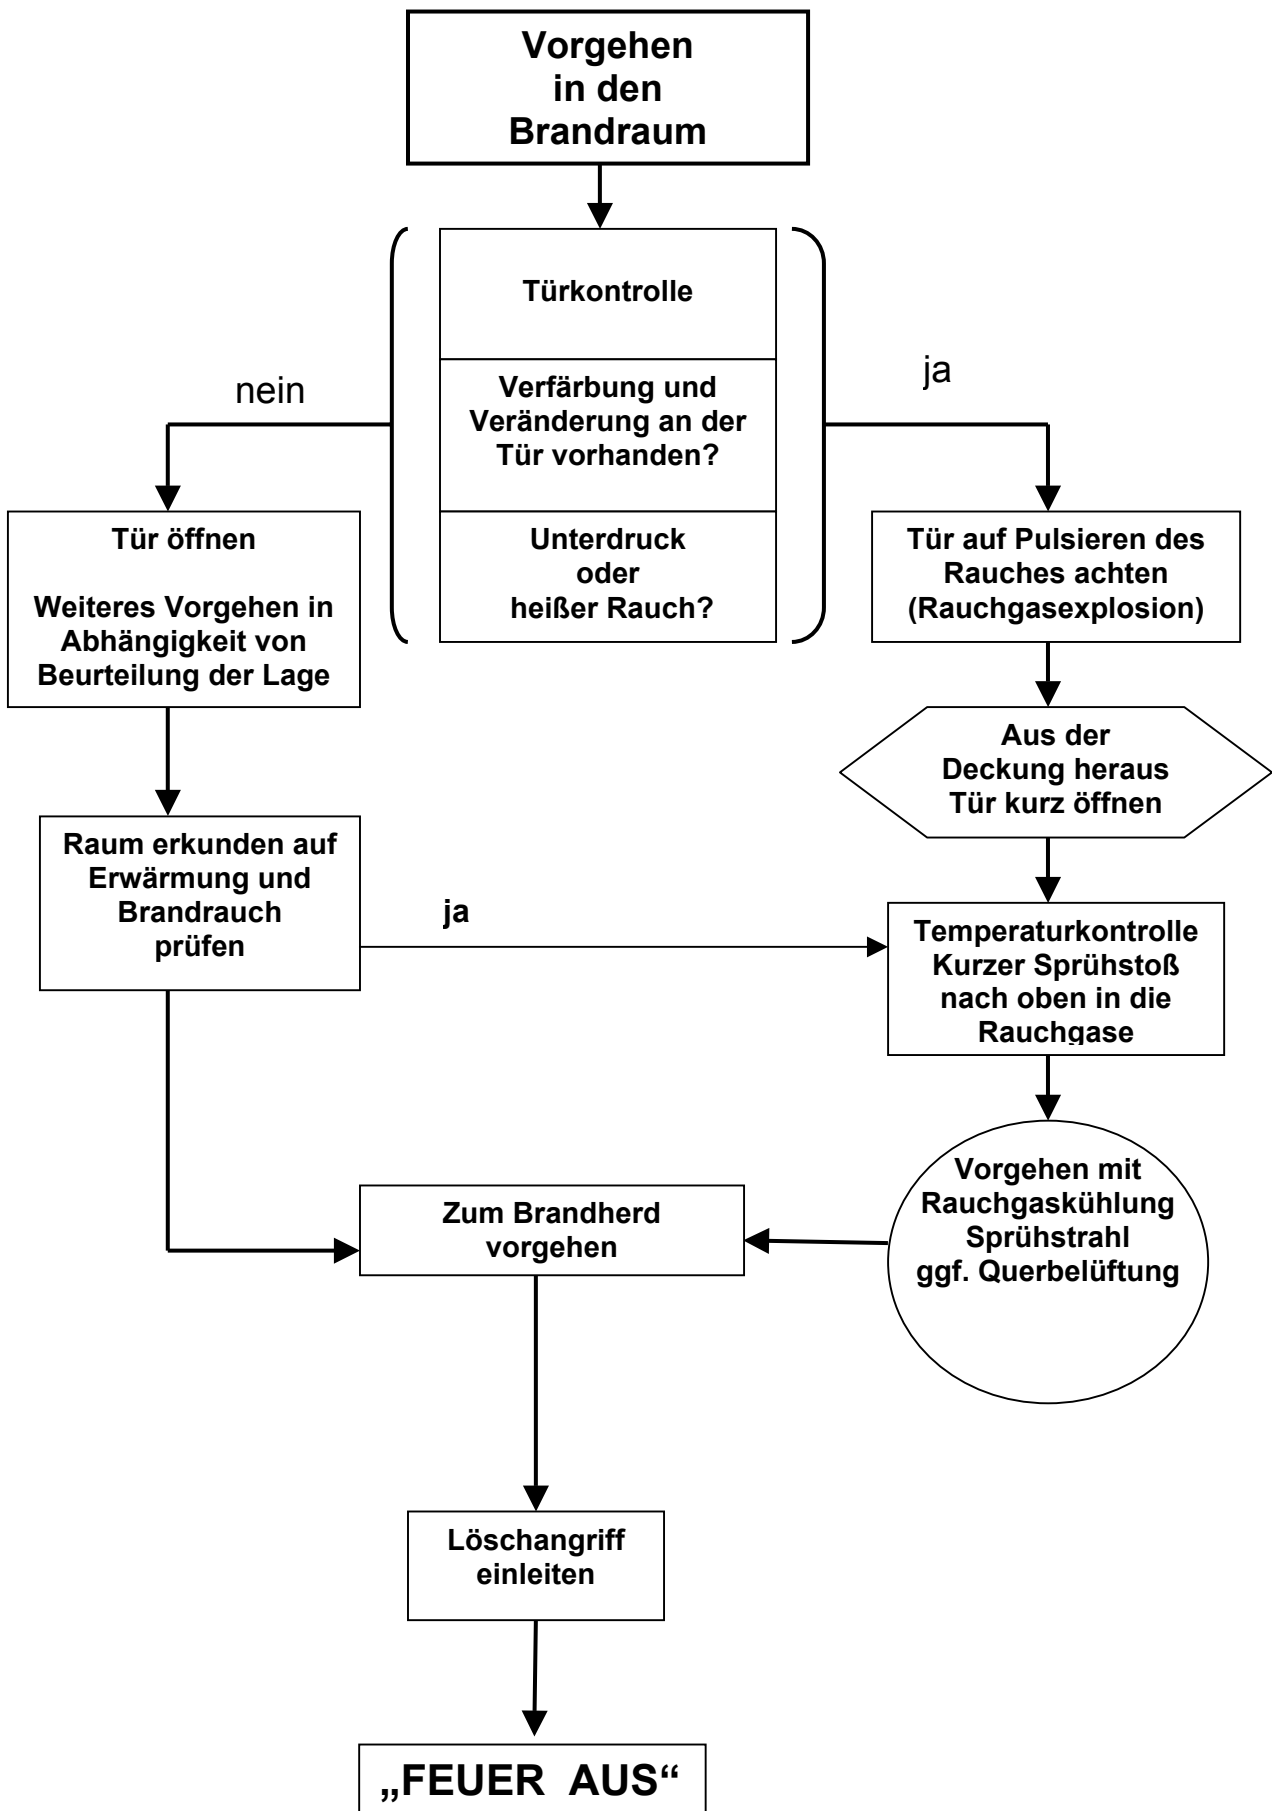 Vorgehen
in den
Brandraum
Türkontrolle
nein
ja
Verfärbung und
Veränderung an der
Tür vorhanden?
Unterdruck
oder
heißer Rauch?
Tür öffnen
Weiteres Vorgehen in
Abhängigkeit von
Beurteilung der Lage
Tür auf Pulsieren des
Rauches achten
(Rauchgasexplosion)
Aus der
Deckung heraus
Tür kurz öffnen
Raum erkunden auf
Erwärmung und
Brandrauch
prüfen
ja
Temperaturkontrolle
Kurzer Sprühstoß
nach oben in die
Rauchgase
Vorgehen mit
Rauchgaskühlung
Sprühstrahl
ggf. Querbelüftung
Zum Brandherd
vorgehen
Löschangriff
einleiten
„FEUER AUS“